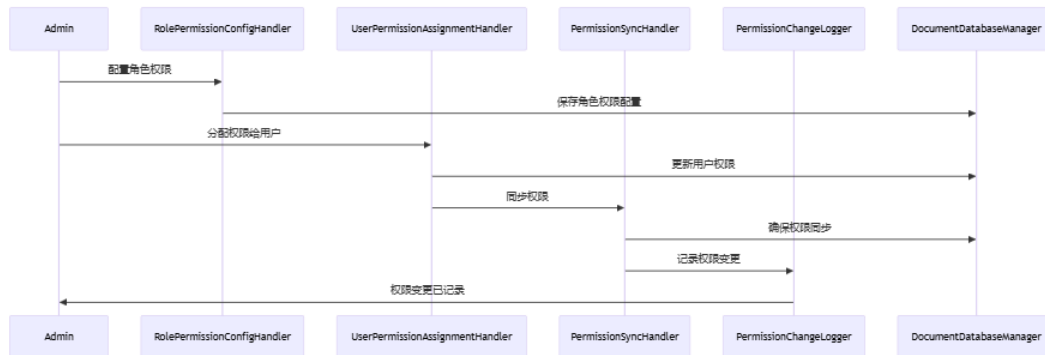 Admin
RolePermissionConfigHandler
UserPermissionAssignmentHandler
PermissionSyncHandler
PermissionChangeLogger
DocumentDatabaseManager
配置角色权限
保存角色权限配置
分配权限给用户
更新用户权限
同步权限
确保权限同步
记录权限变更
权限变更已记录
Admin
RolePermissionConfigHandler
UserPermissionAssignmentHandler
PermissionSyncHandler
PermissionChangeLogger
DocumentDatabaseManager